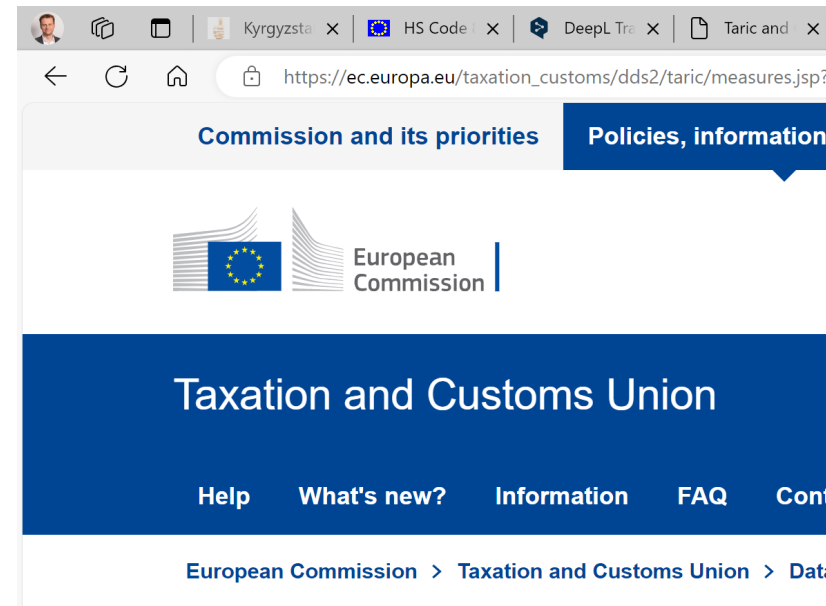 Kyrgyzsta HS Code DeepL Tra Taric and
https://ec.europa.eu/taxation_customs/dds2/taric/measures.jsp?
Commission and its priorities Policies, information
European
Commission
Taxation and Customs Union
Help What's new? Information FAQ Cont
European Commission > Taxation and Customs Union > Data